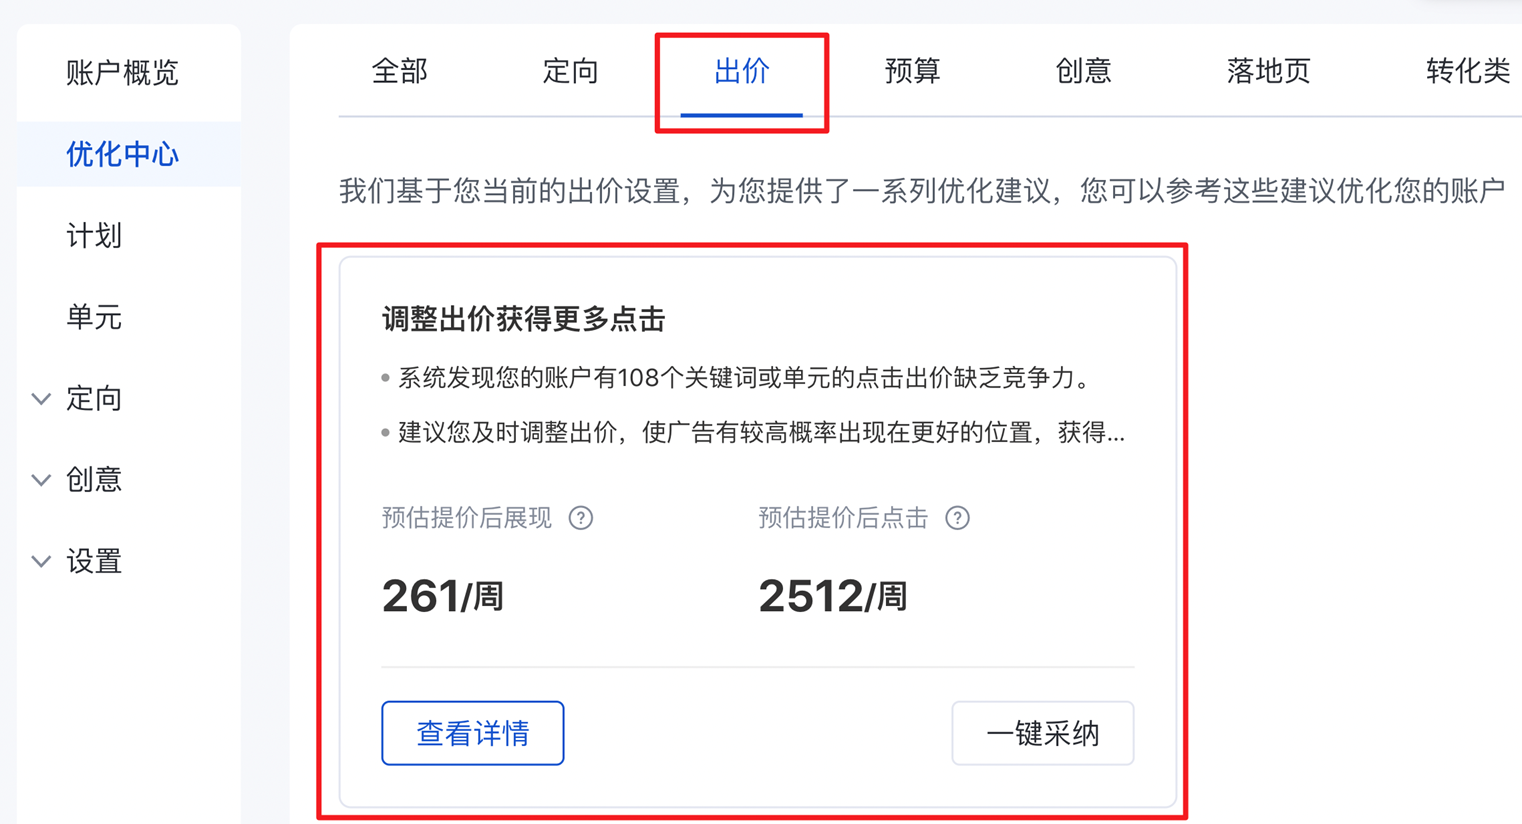 账户概览
优化中心
计划
单元
定向
创意
设置
全部 定向 出价 预算 创意 落地页 转化类
我们基于您当前的出价设置，为您提供了一系列优化建议，您可以参考这些建议优化您的账户
调整出价获得更多点击
系统发现您的账户有108个关键词或单元的点击出价缺乏竞争力。
建议您及时调整出价，使广告有较高概率出现在更好的位置，获得...
预估提价后展现 ? 预估提价后点击 ?
261/周 2512/周
查看详情 一键采纳